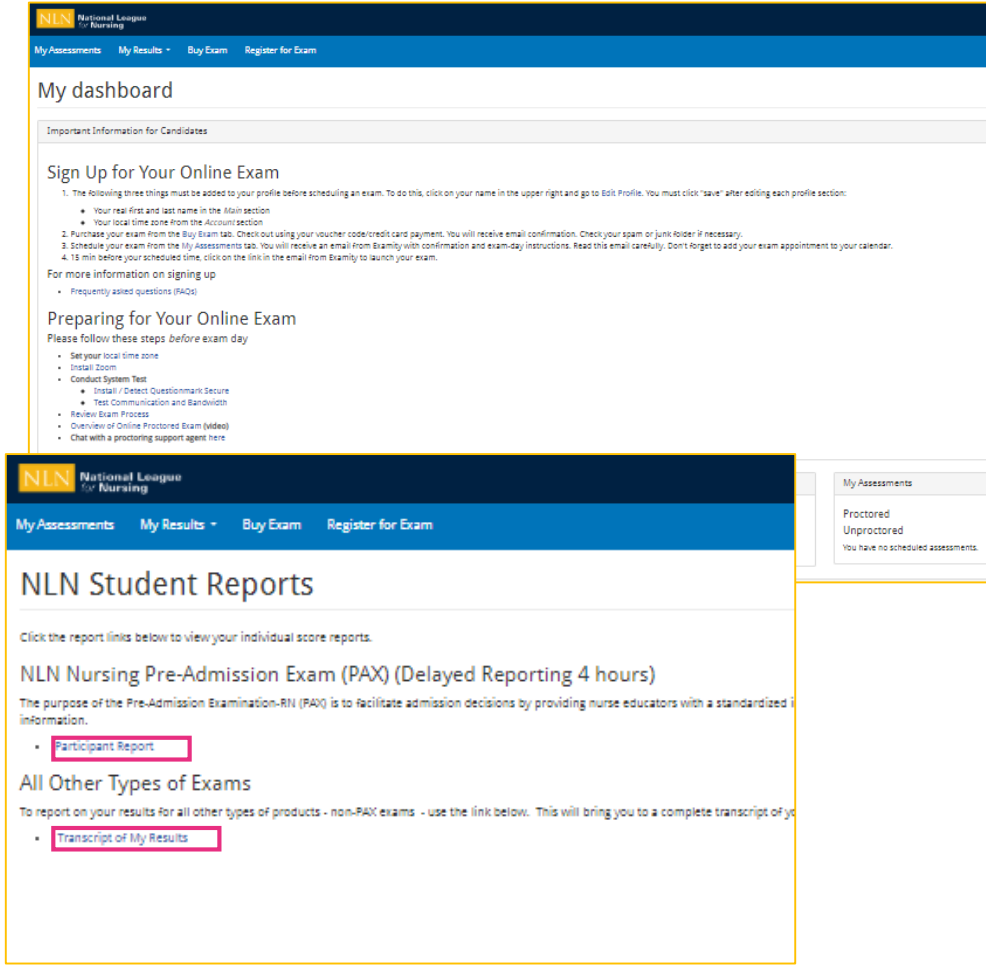 NLN National League
for Nursing
My Assessments My Results Buy Exam Register for Exam
My dashboard
Important Information for Candidates
Sign Up for Your Online Exam
1. The following three things must be added to your profile before scheduling an exam. To do this, click on your name in the upper right and go to Edit Profile. You must click "save" after editing each profile section:
• Your real first and last name in the Main section
• Your local time zone from the Account section
2. Purchase your exam from the Buy Exam tab. Check out using your voucher code/credit card payment. You will receive email confirmation. Check your spam or junk folder if necessary.
3. Schedule your exam from the My Assessments tab. You will receive an email from Examity with confirmation and exam-day instructions. Read this email carefully. Don't forget to add your exam appointment to your calendar.
4. 15 min before your scheduled time, click on the link in the email from Examity to launch your exam.
For more information on signing up
• Frequently asked questions (FAQs)
Preparing for Your Online Exam
Please follow these steps before exam day
• Set your local time zone
• Install Zoom
• Conduct System Test
• Install / Detect Questionmark Secure
• Test Communication and Bandwidth
• Review Exam Process
• Overview of Online Proctored Exam (video)
• Chat with a proctoring support agent here
My Assessments
Proctored
Unproctored
You have no scheduled assessments.
NLN National League
for Nursing
My Assessments My Results Buy Exam Register for Exam
NLN Student Reports
Click the report links below to view your individual score reports.
NLN Nursing Pre-Admission Exam (PAX) (Delayed Reporting 4 hours)
The purpose of the Pre-Admission Examination-RN (PAX) is to facilitate admission decisions by providing nurse educators with a standardized i
information.
• Participant Report
All Other Types of Exams
To report on your results for all other types of products - non-PAX exams - use the link below. This will bring you to a complete transcript of yo
• Transcript of My Results